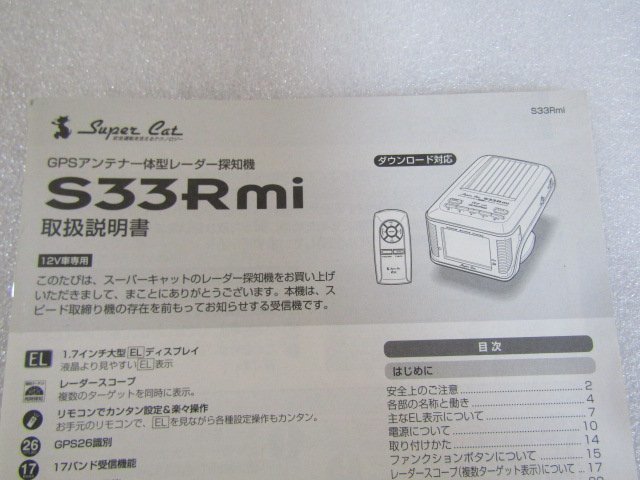 S33Rmi
Super Cat
安全運転を支えるテクノロジー
GPSアンテナ一体型レーダー探知機
ダウンロード対応
S33Rmi
取扱説明書
12V車専用
このたびは、スーパーキャットのレーダー探知機をお買い上げ
いただきまして、まことにありがとうございます。本機は、ス
ピード取締り機の存在を前もってお知らせする受信機です。
EL 1.7インチ大型ELディスプレイ
液晶より見やすいEL表示
レーダースコープ
複数のターゲットを同時に表示。
リモコンでカンタン設定&楽々操作
お手元のリモコンで、ELを見ながら各種設定操作もカンタン。
26 GPS26識別
17 17バンド受信機能
目次
はじめに
安全上のご注意 2
各部の名称と働き 4
主なEL表示について 7
電源について 10
取り付けかた 14
ファンクションボタンについて 15
レーダースコープ(複数ターゲット表示)について 17